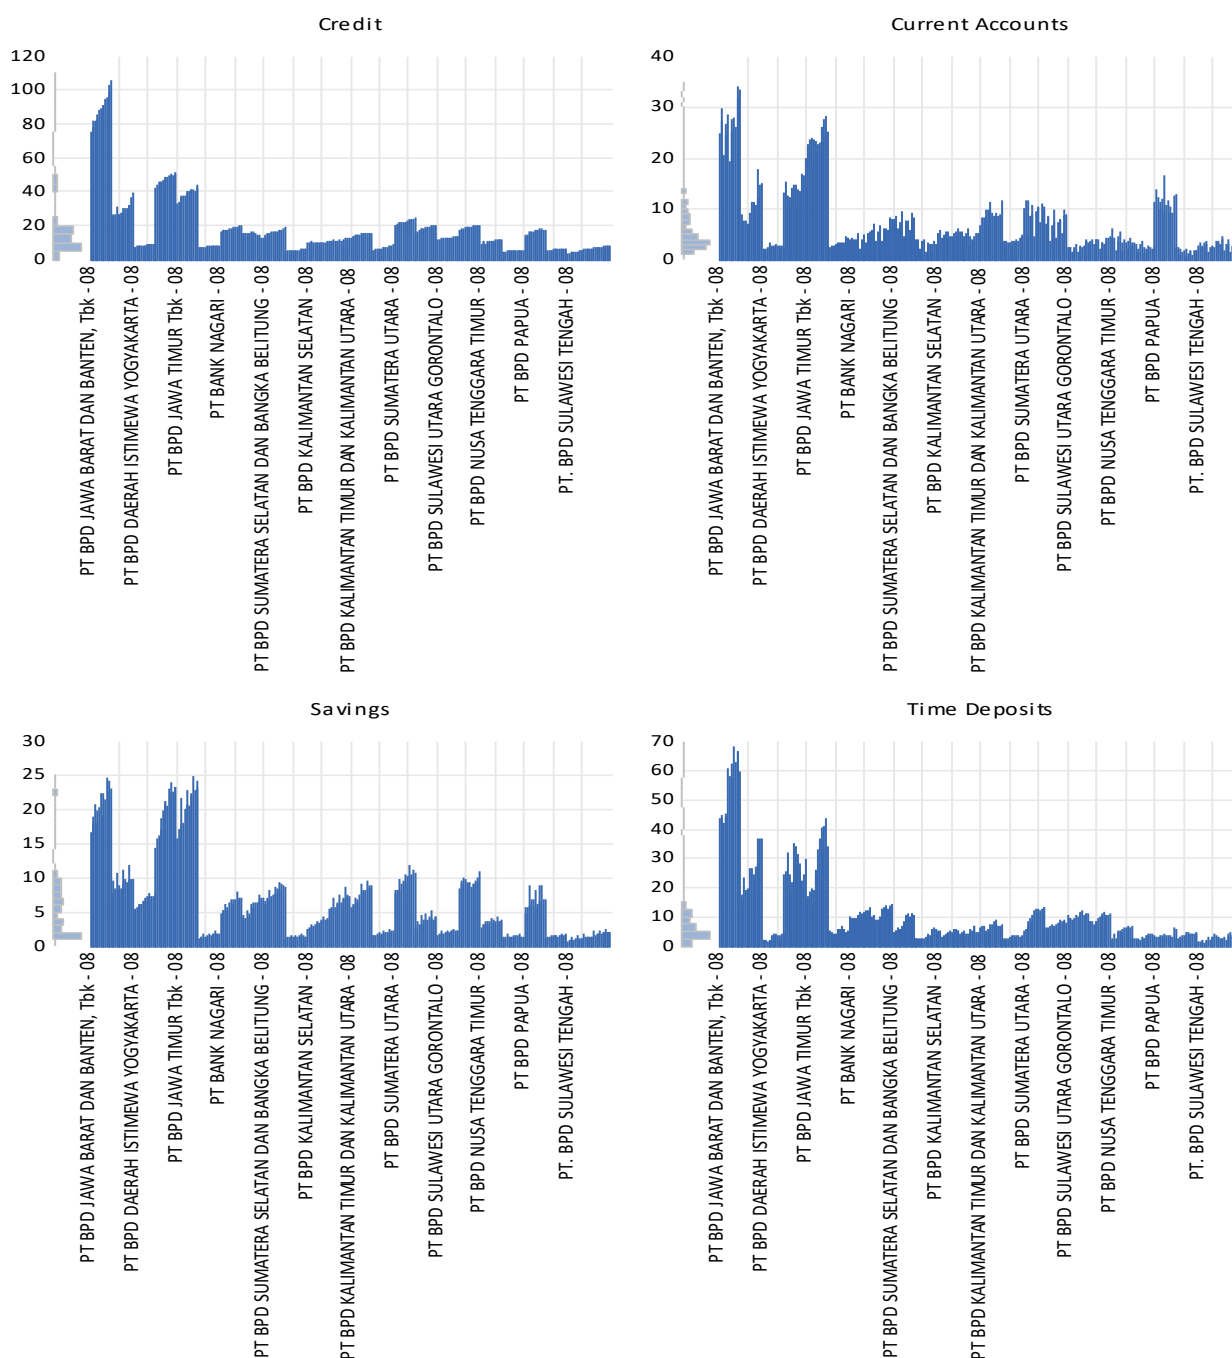 Credit
120
100
80
60
40
20
0
PT BPD JAWA BARAT DAN BANTEN, Tbk - 08
PT BPD DAERAH ISTIMEWA YOGYAKARTA - 08
PT BPD JAWA TIMUR Tbk - 08
PT BANK NAGARI - 08
PT BPD SUMATERA SELATAN DAN BANGKA BELITUNG - 08
PT BPD KALIMANTAN SELATAN - 08
PT BPD KALIMANTAN TIMUR DAN KALIMANTAN UTARA - 08
PT BPD SUMATERA UTARA - 08
PT BPD SULAWESI UTARA GORONTALO - 08
PT BPD NUSA TENGGARA TIMUR - 08
PT BPD PAPUA - 08
PT. BPD SULAWESI TENGAH - 08
Current Accounts
40
30
20
10
0
PT BPD JAWA BARAT DAN BANTEN, Tbk - 08
PT BPD DAERAH ISTIMEWA YOGYAKARTA - 08
PT BPD JAWA TIMUR Tbk - 08
PT BANK NAGARI - 08
PT BPD SUMATERA SELATAN DAN BANGKA BELITUNG - 08
PT BPD KALIMANTAN SELATAN - 08
PT BPD KALIMANTAN TIMUR DAN KALIMANTAN UTARA - 08
PT BPD SUMATERA UTARA - 08
PT BPD SULAWESI UTARA GORONTALO - 08
PT BPD NUSA TENGGARA TIMUR - 08
PT BPD PAPUA - 08
PT. BPD SULAWESI TENGAH - 08
Savings
30
25
20
15
10
5
0
PT BPD JAWA BARAT DAN BANTEN, Tbk - 08
PT BPD DAERAH ISTIMEWA YOGYAKARTA - 08
PT BPD JAWA TIMUR Tbk - 08
PT BANK NAGARI - 08
PT BPD SUMATERA SELATAN DAN BANGKA BELITUNG - 08
PT BPD KALIMANTAN SELATAN - 08
PT BPD KALIMANTAN TIMUR DAN KALIMANTAN UTARA - 08
PT BPD SUMATERA UTARA - 08
PT BPD SULAWESI UTARA GORONTALO - 08
PT BPD NUSA TENGGARA TIMUR - 08
PT BPD PAPUA - 08
PT. BPD SULAWESI TENGAH - 08
Time Deposits
70
60
50
40
30
20
10
0
PT BPD JAWA BARAT DAN BANTEN, Tbk - 08
PT BPD DAERAH ISTIMEWA YOGYAKARTA - 08
PT BPD JAWA TIMUR Tbk - 08
PT BANK NAGARI - 08
PT BPD SUMATERA SELATAN DAN BANGKA BELITUNG - 08
PT BPD KALIMANTAN SELATAN - 08
PT BPD KALIMANTAN TIMUR DAN KALIMANTAN UTARA - 08
PT BPD SUMATERA UTARA - 08
PT BPD SULAWESI UTARA GORONTALO - 08
PT BPD NUSA TENGGARA TIMUR - 08
PT BPD PAPUA - 08
PT. BPD SULAWESI TENGAH - 08